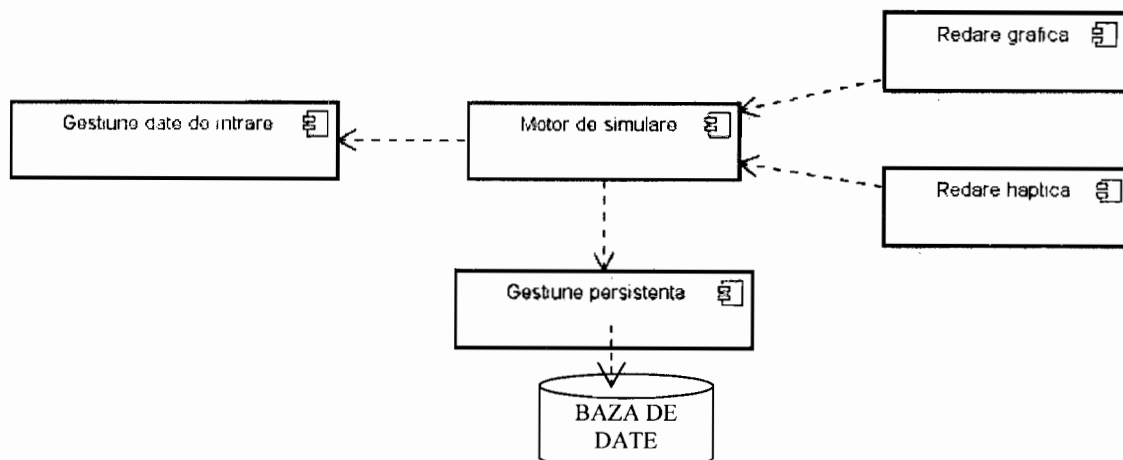 Redare grafica
Gestiune date de intrare
Motor de simulare
Redare haptica
Gestiune persistenta
BAZA DE
DATE